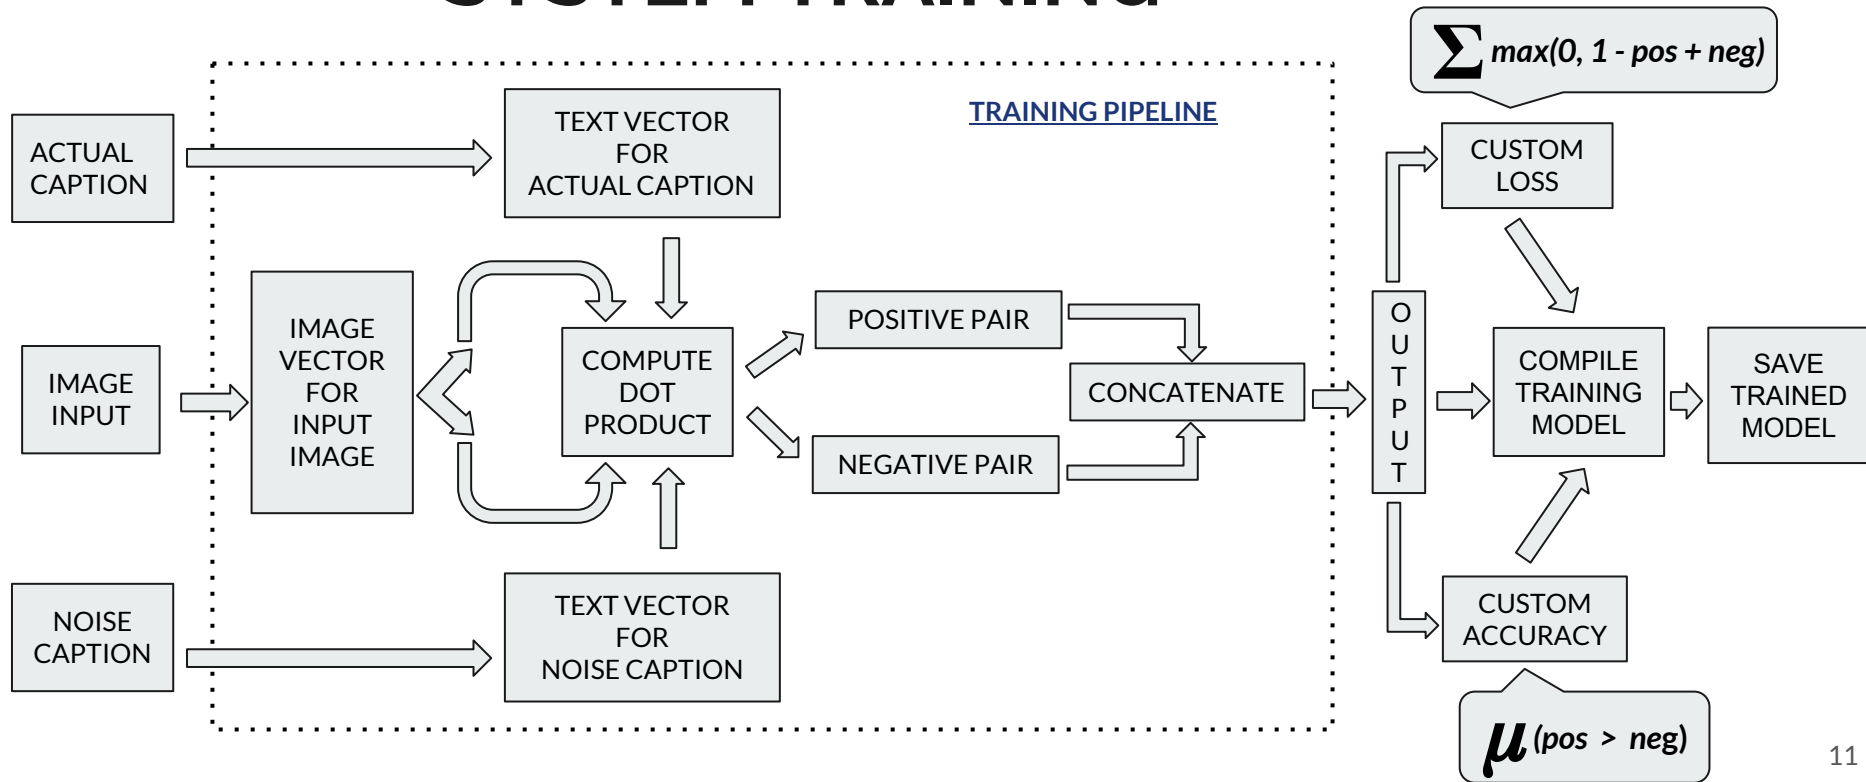 SYSTEM TRAINING
∑ max(0, 1 - pos + neg)
TRAINING PIPELINE
ACTUAL
CAPTION
TEXT VECTOR
FOR
ACTUAL CAPTION
CUSTOM
LOSS
IMAGE
INPUT
IMAGE
VECTOR
FOR
INPUT
IMAGE
COMPUTE
DOT
PRODUCT
POSITIVE PAIR
NEGATIVE PAIR
CONCATENATE
O
U
T
P
U
T
COMPILE
TRAINING
MODEL
SAVE
TRAINED
MODEL
NOISE
CAPTION
TEXT VECTOR
FOR
NOISE CAPTION
CUSTOM
ACCURACY
μ (pos > neg)
11